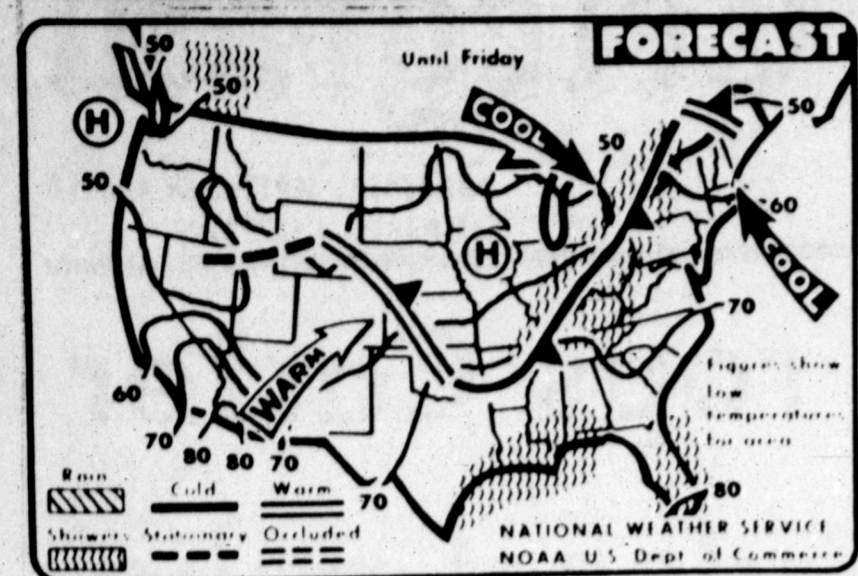 FORECAST
Until Friday
50
50
H
COOL
50
50
50
60
COOL
H
70
WARM
60
70
80
80
70
70
80
Figures show
low
temperatures
for area
Rain
Cold
Warm
Showers
Stationary
Occluded
NATIONAL WEATHER SERVICE
NOAA U S Dept of Commerce